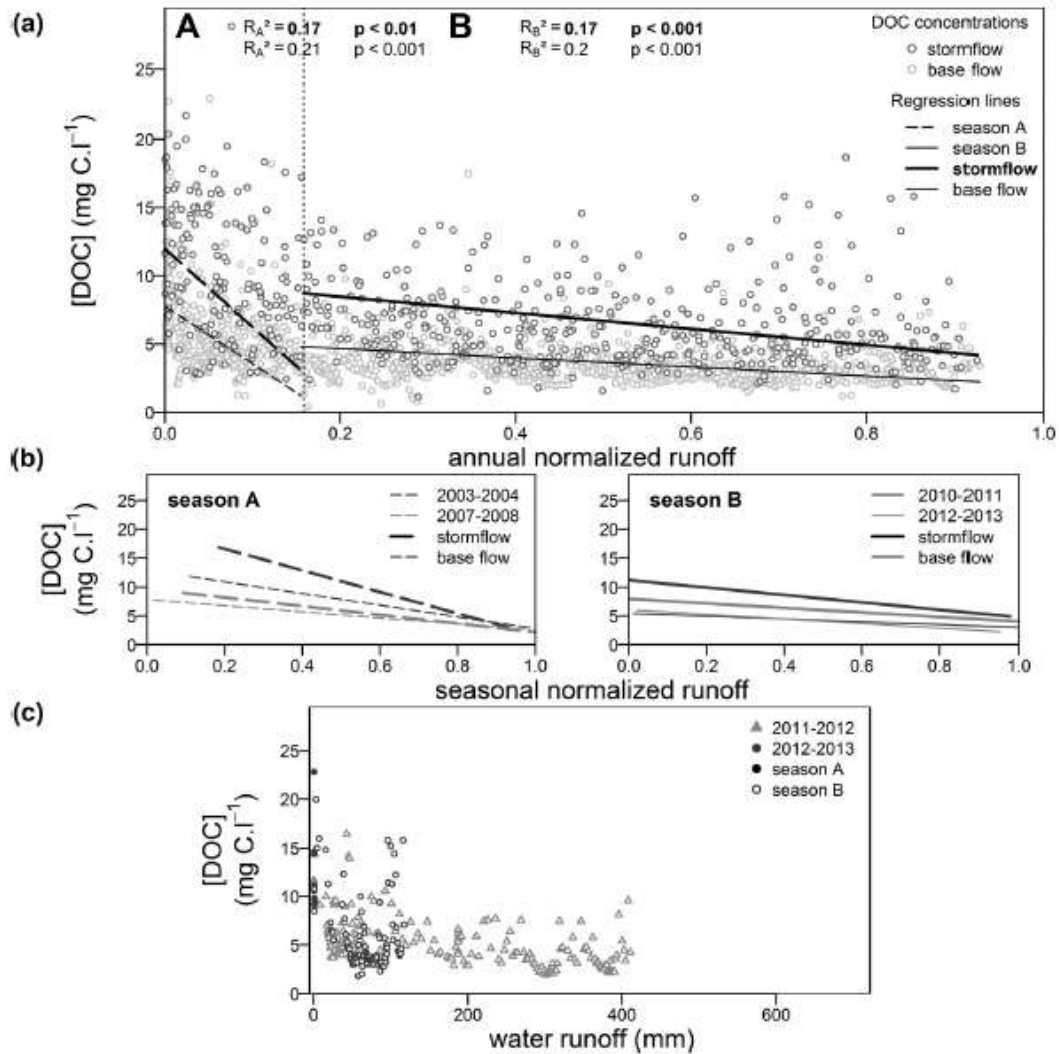 (a)
A R_A² = 0.17 p < 0.01 B R_B² = 0.17 p < 0.001 DOC concentrations
R_A² = 0.21 p < 0.001 R_B² = 0.2 p < 0.001 stormflow
base flow
Regression lines
season A
season B
stormflow
base flow
[DOC] (mg C.l⁻¹)
25
20
15
10
5
0
0.0 0.2 0.4 0.6 0.8 1.0
annual normalized runoff
(b)
season A
2003-2004
2007-2008
stormflow
base flow
[DOC]
(mg C.l⁻¹)
25
20
15
10
5
0
0.0 0.2 0.4 0.6 0.8 1.0
season B
2010-2011
2012-2013
stormflow
base flow
25
20
15
10
5
0
0.0 0.2 0.4 0.6 0.8 1.0
seasonal normalized runoff
(c)
2011-2012
2012-2013
season A
season B
[DOC]
(mg C.l⁻¹)
25
20
15
10
5
0
0 200 400 600
water runoff (mm)